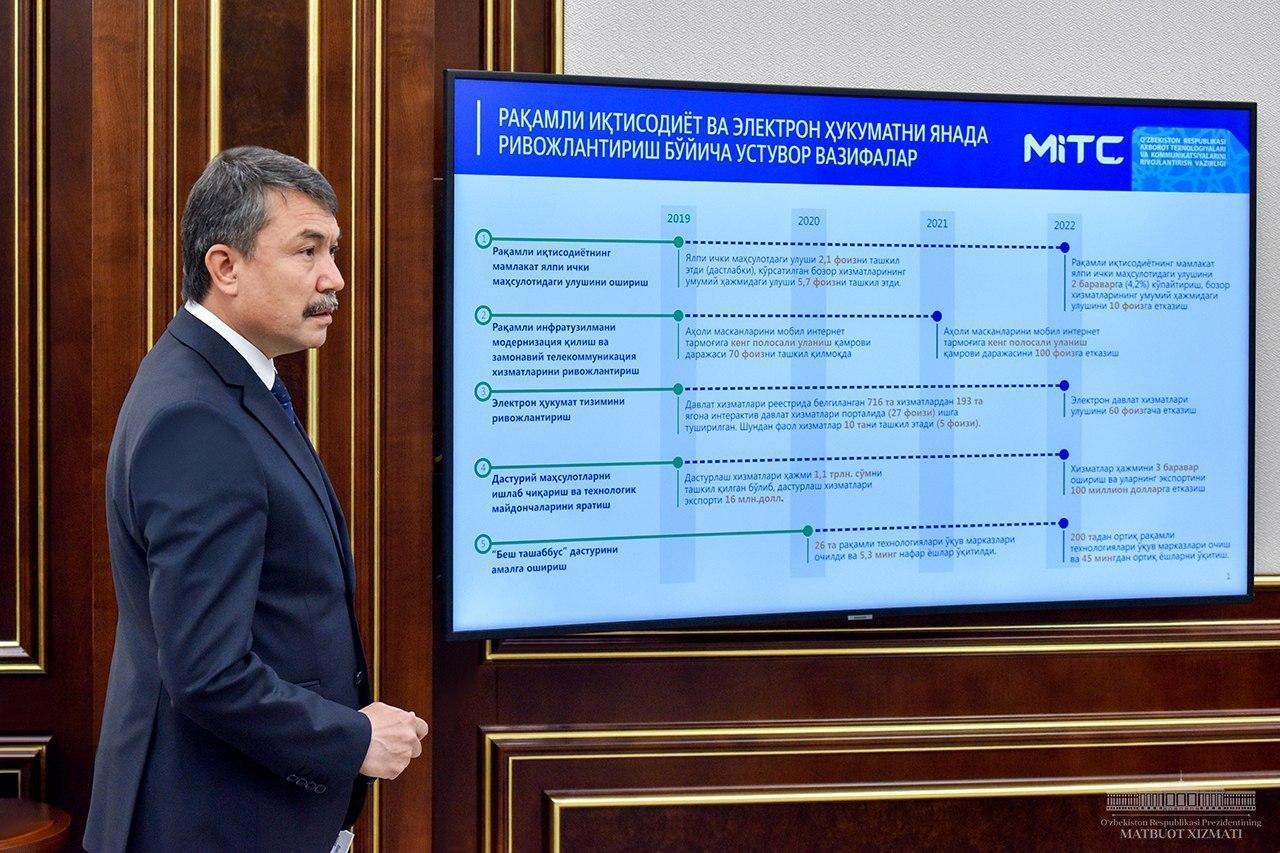 РАҚАМЛИ ИҚТИСОДИЁТ ВА ЭЛЕКТРОН ҲУКУМАТНИ ЯНАДА
РИВОЖЛАНТИРИШ БЎЙИЧА УСТУВОР ВАЗИФАЛАР
MiTC
O'ZBEKISTON RESPUBLIKASI
AXBOROT TEXNOLOGIYALARI
VA KOMMUNIKATSIYALARINI
RIVOJLANTIRISH VAZIRLIGI
2019
2020
2021
2022
1
Рақамли иқтисодиётнинг
мамлакат ялпи ички
маҳсулотидаги улушини ошириш
Ялпи ички маҳсулотдаги улуши 2,1 фоизни ташкил
этди (дастлабки), кўрсатилган бозор хизматларининг
умумий ҳажмидаги улуши 5,7 фоизни ташкил этди.
Рақамли иқтисодиётнинг мамлакат
ялпи ички маҳсулотидаги улушини
2 бараварга (4,2%) кўпайтириш, бозор
хизматларининг умумий ҳажмидаги
улушини 10 фоизга етказиш
2
Рақамли инфратузилмани
модернизация қилиш ва
замонавий телекоммуникация
хизматларини ривожлантириш
Аҳоли масканларини мобил интернет
тармоғига кенг полосали уланиш қамрови
даражаси 70 фоизни ташкил қилмоқда
Аҳоли масканларини мобил интернет
тармоғига кенг полосали уланиш
қамрови даражасини 100 фоизга етказиш
3
Электрон ҳукумат тизимини
ривожлантириш
Давлат хизматлари реестрида белгиланган 716 та хизматлардан 193 та
ягона интерактив давлат хизматлари порталида (27 фоизи) ишга
туширилган. Шундан фаол хизматлар 10 тани ташкил этади (5 фоизи).
Электрон давлат хизматлари
улушини 60 фоизгача етказиш
4
Дастурий маҳсулотларни
ишлаб чиқариш ва технологик
майдончаларини яратиш
Дастурлаш хизматлари ҳажми 1,1 трлн. сўмни
ташкил қилган бўлиб, дастурлаш хизматлари
экспорти 16 млн.долл.
Хизматлар ҳажмини 3 баравар
ошириш ва уларнинг экспортини
100 миллион долларга етказиш
5
"Беш ташаббус" дастурини
амалга ошириш
26 та рақамли технологиялари ўқув марказлари
очилди ва 5,3 минг нафар ёшлар ўқитилди.
200 тадан ортиқ рақамли
технологиялари ўқув марказлари очиш
ва 45 мингдан ортиқ ёшларни ўқитиш.
1
O'zbekiston Respublikasi Prezidentining
MATBUOT XIZMATI